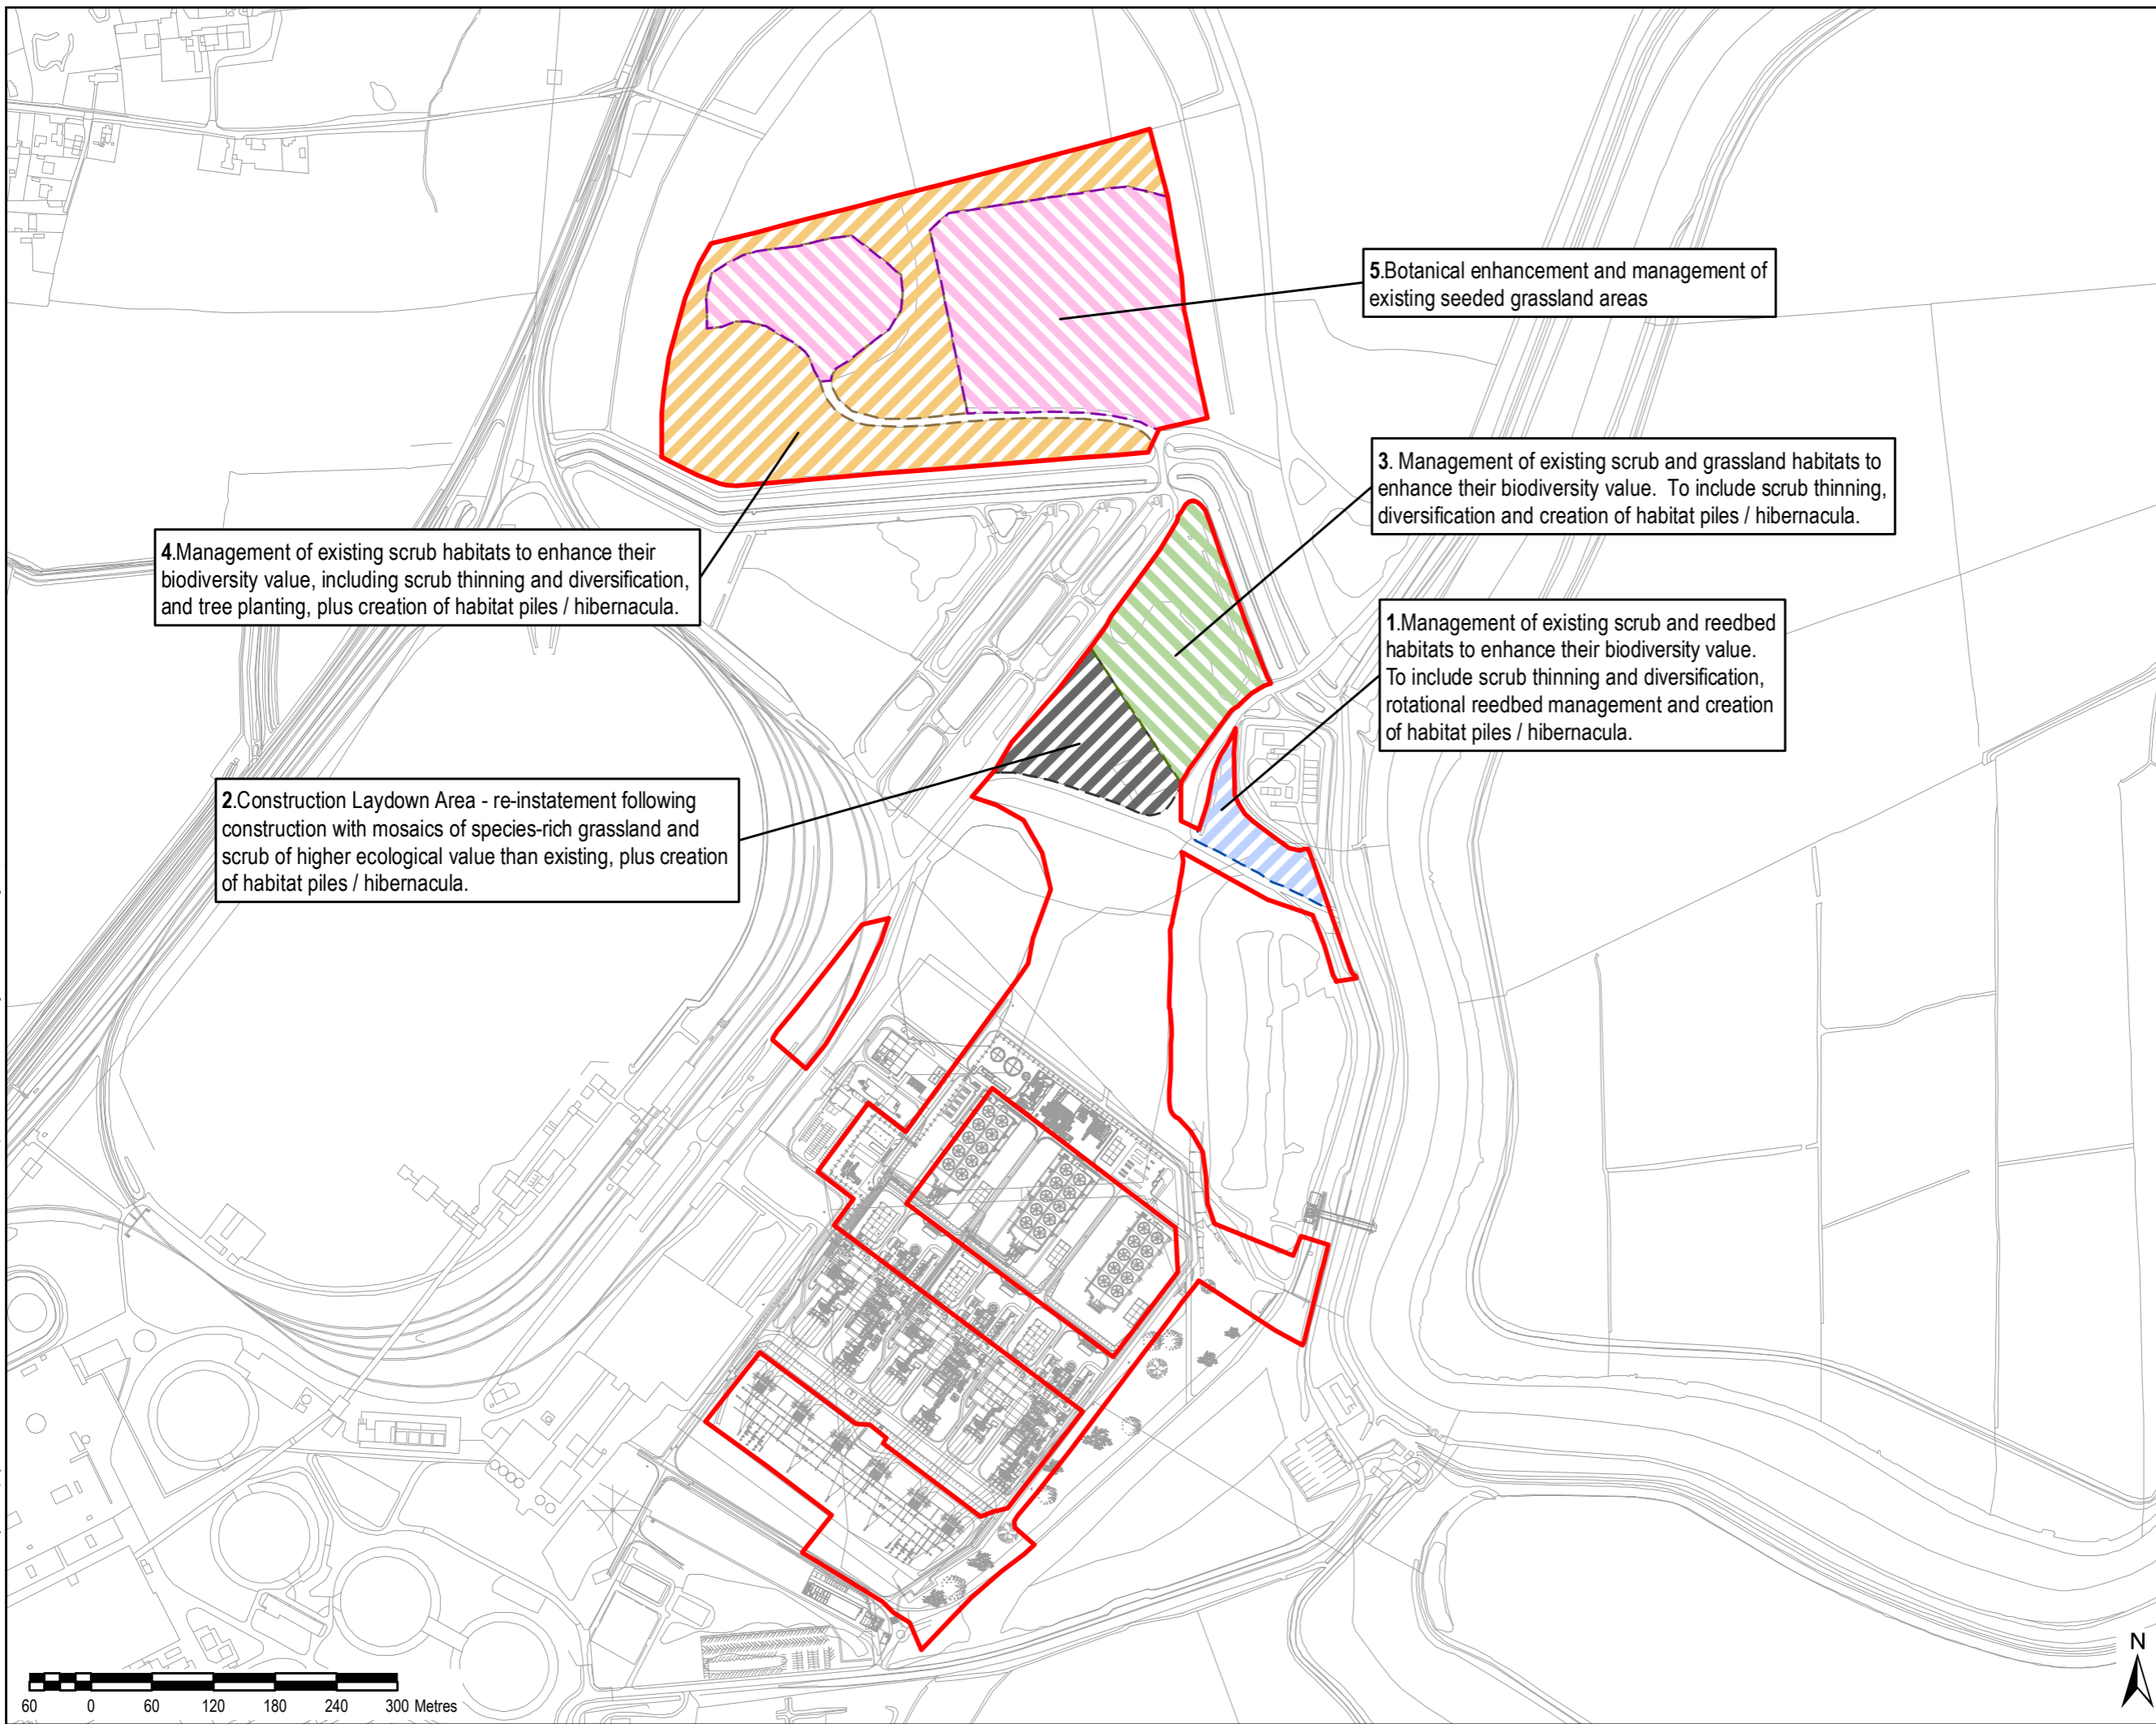 5.Botanical enhancement and management of
existing seeded grassland areas
3. Management of existing scrub and grassland habitats to
enhance their biodiversity value. To include scrub thinning,
diversification and creation of habitat piles / hibernacula.
4.Management of existing scrub habitats to enhance their
biodiversity value, including scrub thinning and diversification,
and tree planting, plus creation of habitat piles / hibernacula.
1.Management of existing scrub and reedbed
habitats to enhance their biodiversity value.
To include scrub thinning and diversification,
rotational reedbed management and creation
of habitat piles / hibernacula.
2.Construction Laydown Area - re-instatement following
construction with mosaics of species-rich grassland and
scrub of higher ecological value than existing, plus creation
of habitat piles / hibernacula.
N
60 0 60 120 180 240 300 Metres